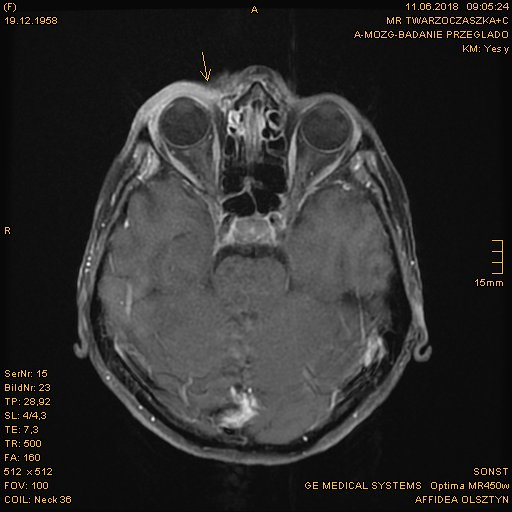 (F)
19.12.1958
A
11.06.2018 09:05:24
MR TWARZOCZASZKA+C
A-MOZG-BADANIE PRZEGLADO
KM: Yes y
R
15mm
SerNr: 15
BildNr: 23
TP: 28,92
SL: 4/4,3
TE: 7,3
TR: 500
FA: 160
512 x 512
FOV: 100
COIL: Neck 36
SONST
GE MEDICAL SYSTEMS Optima MR450w
AFFIDEA OLSZTYN